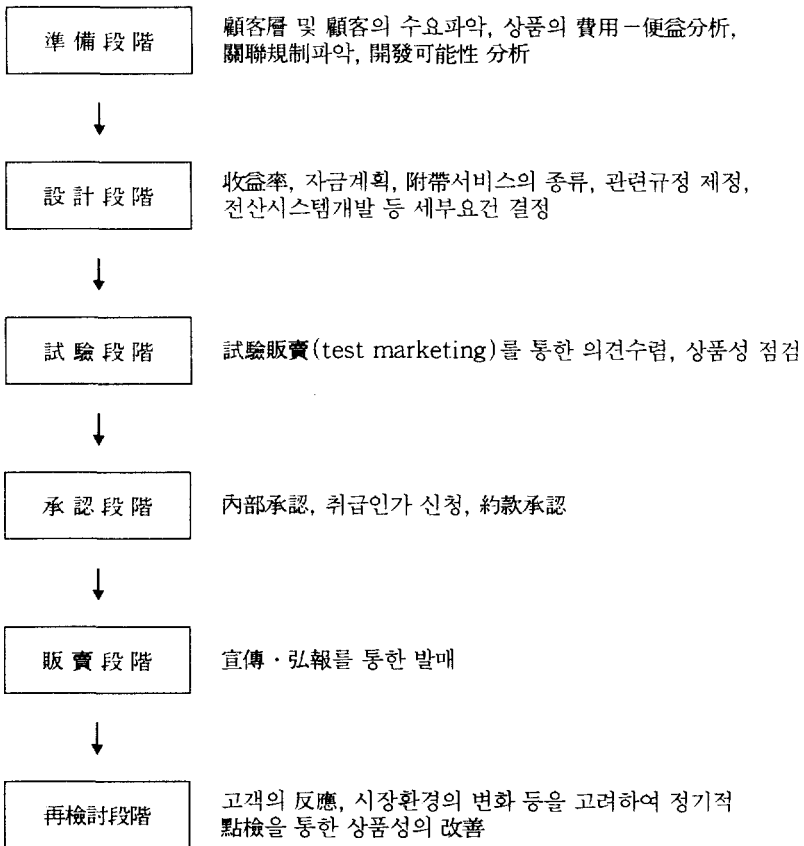 準備段階
顧客層 및 顧客의 수요파악, 상품의 費用-便益分析,
關聯規制파악, 開發可能性 分析
↓
設計段階
收益率, 자금계획, 附帶서비스의 종류, 관련규정 제정,
전산시스템개발 등 세부요건 결정
↓
試驗段階
試驗販賣(test marketing)를 통한 의견수렴, 상품성 점검
↓
承認段階
內部承認, 취급인가 신청, 約款承認
↓
販賣段階
宣傳·弘報를 통한 발매
↓
再檢討段階
고객의 反應, 시장환경의 변화 등을 고려하여 정기적
點檢을 통한 상품성의 改善